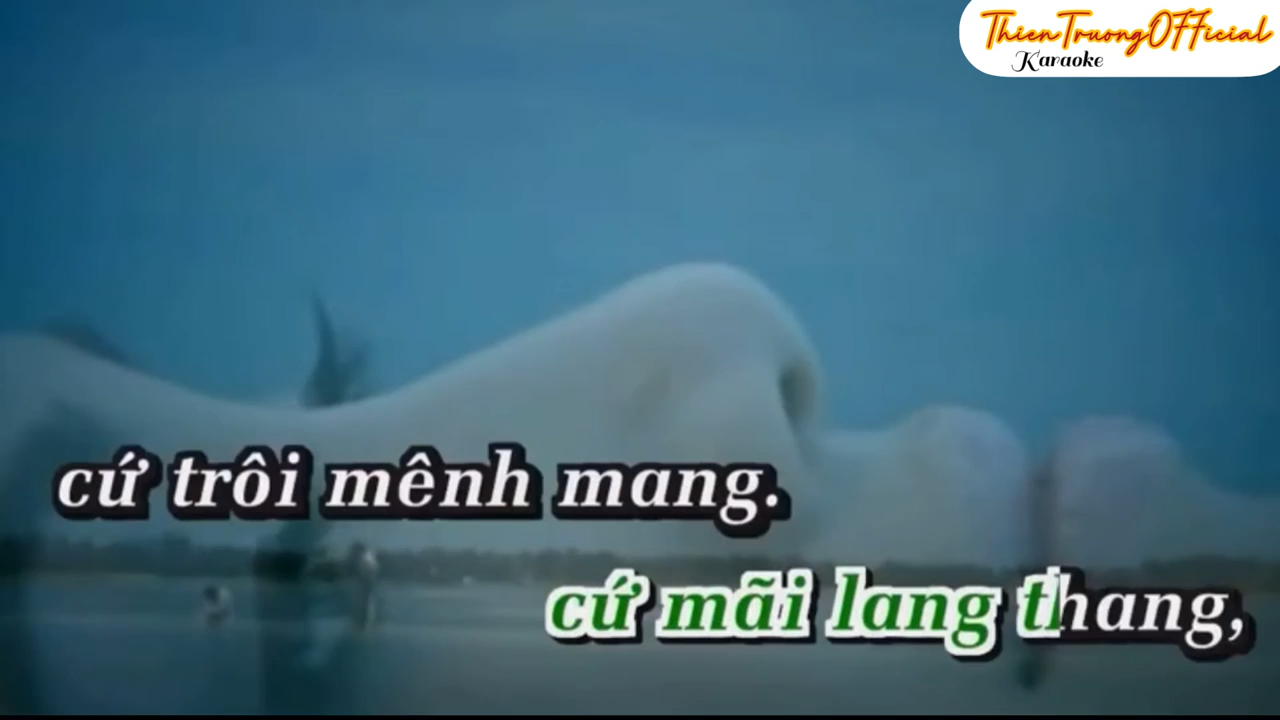 ThienTruongOFFicial
Karaoke
cứ trôi mênh mang.
cứ mãi lang thang,